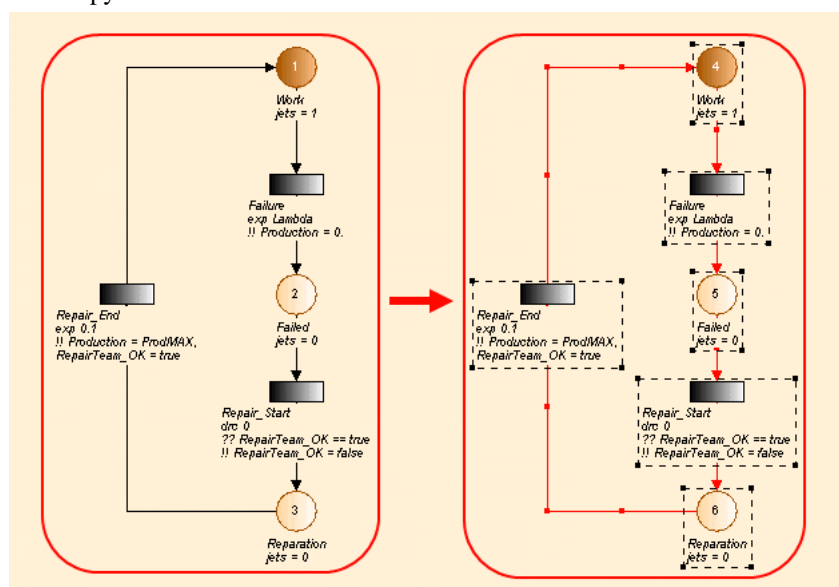 1
Work
jets = 1
Failure
exp Lambda
!! Production = 0.
2
Failed
jets = 0
Repair_End
exp 0.1
!! Production = ProdMAX,
RepairTeam_OK = true
Repair_Start
drc 0
?? RepairTeam_OK == true
!! RepairTeam_OK = false
3
Reparation
jets = 0
4
Work
jets = 1
Failure
exp Lambda
!! Production = 0.
5
Failed
jets = 0
Repair_End
exp 0.1
!! Production = ProdMAX,
RepairTeam_OK = true
Repair_Start
drc 0
?? RepairTeam_OK == true
!! RepairTeam_OK = false
6
Reparation
jets = 0